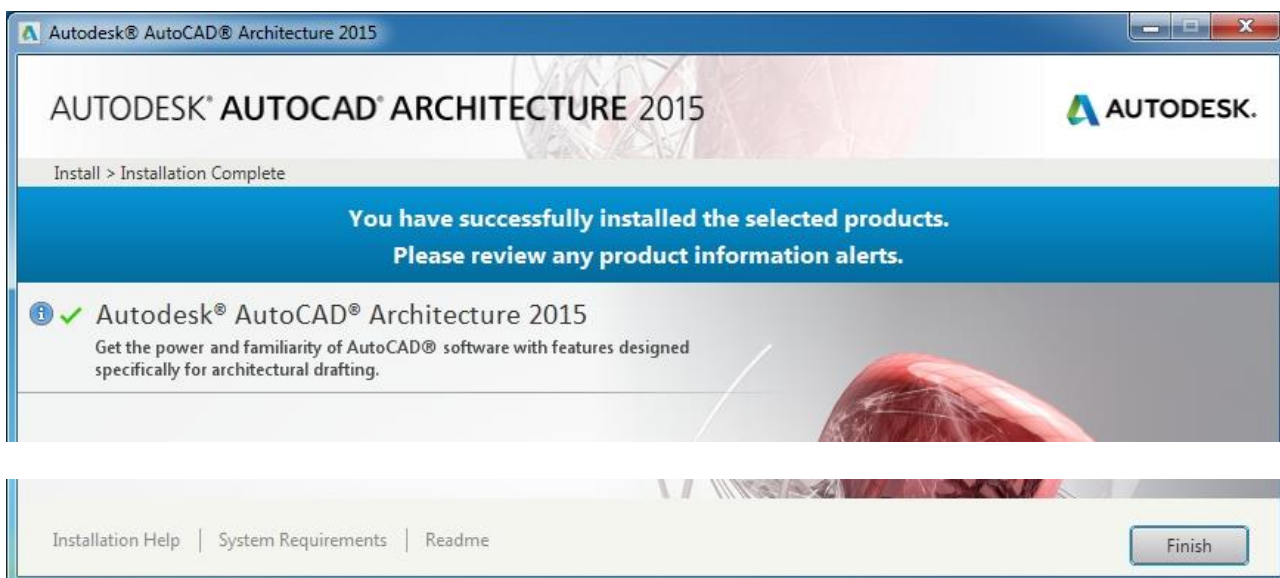 Autodesk® AutoCAD® Architecture 2015
AUTODESK® AUTOCAD® ARCHITECTURE 2015
AUTODESK.
Install > Installation Complete
You have successfully installed the selected products.
Please review any product information alerts.
Autodesk® AutoCAD® Architecture 2015
Get the power and familiarity of AutoCAD® software with features designed
specifically for architectural drafting.
Installation Help | System Requirements | Readme
Finish